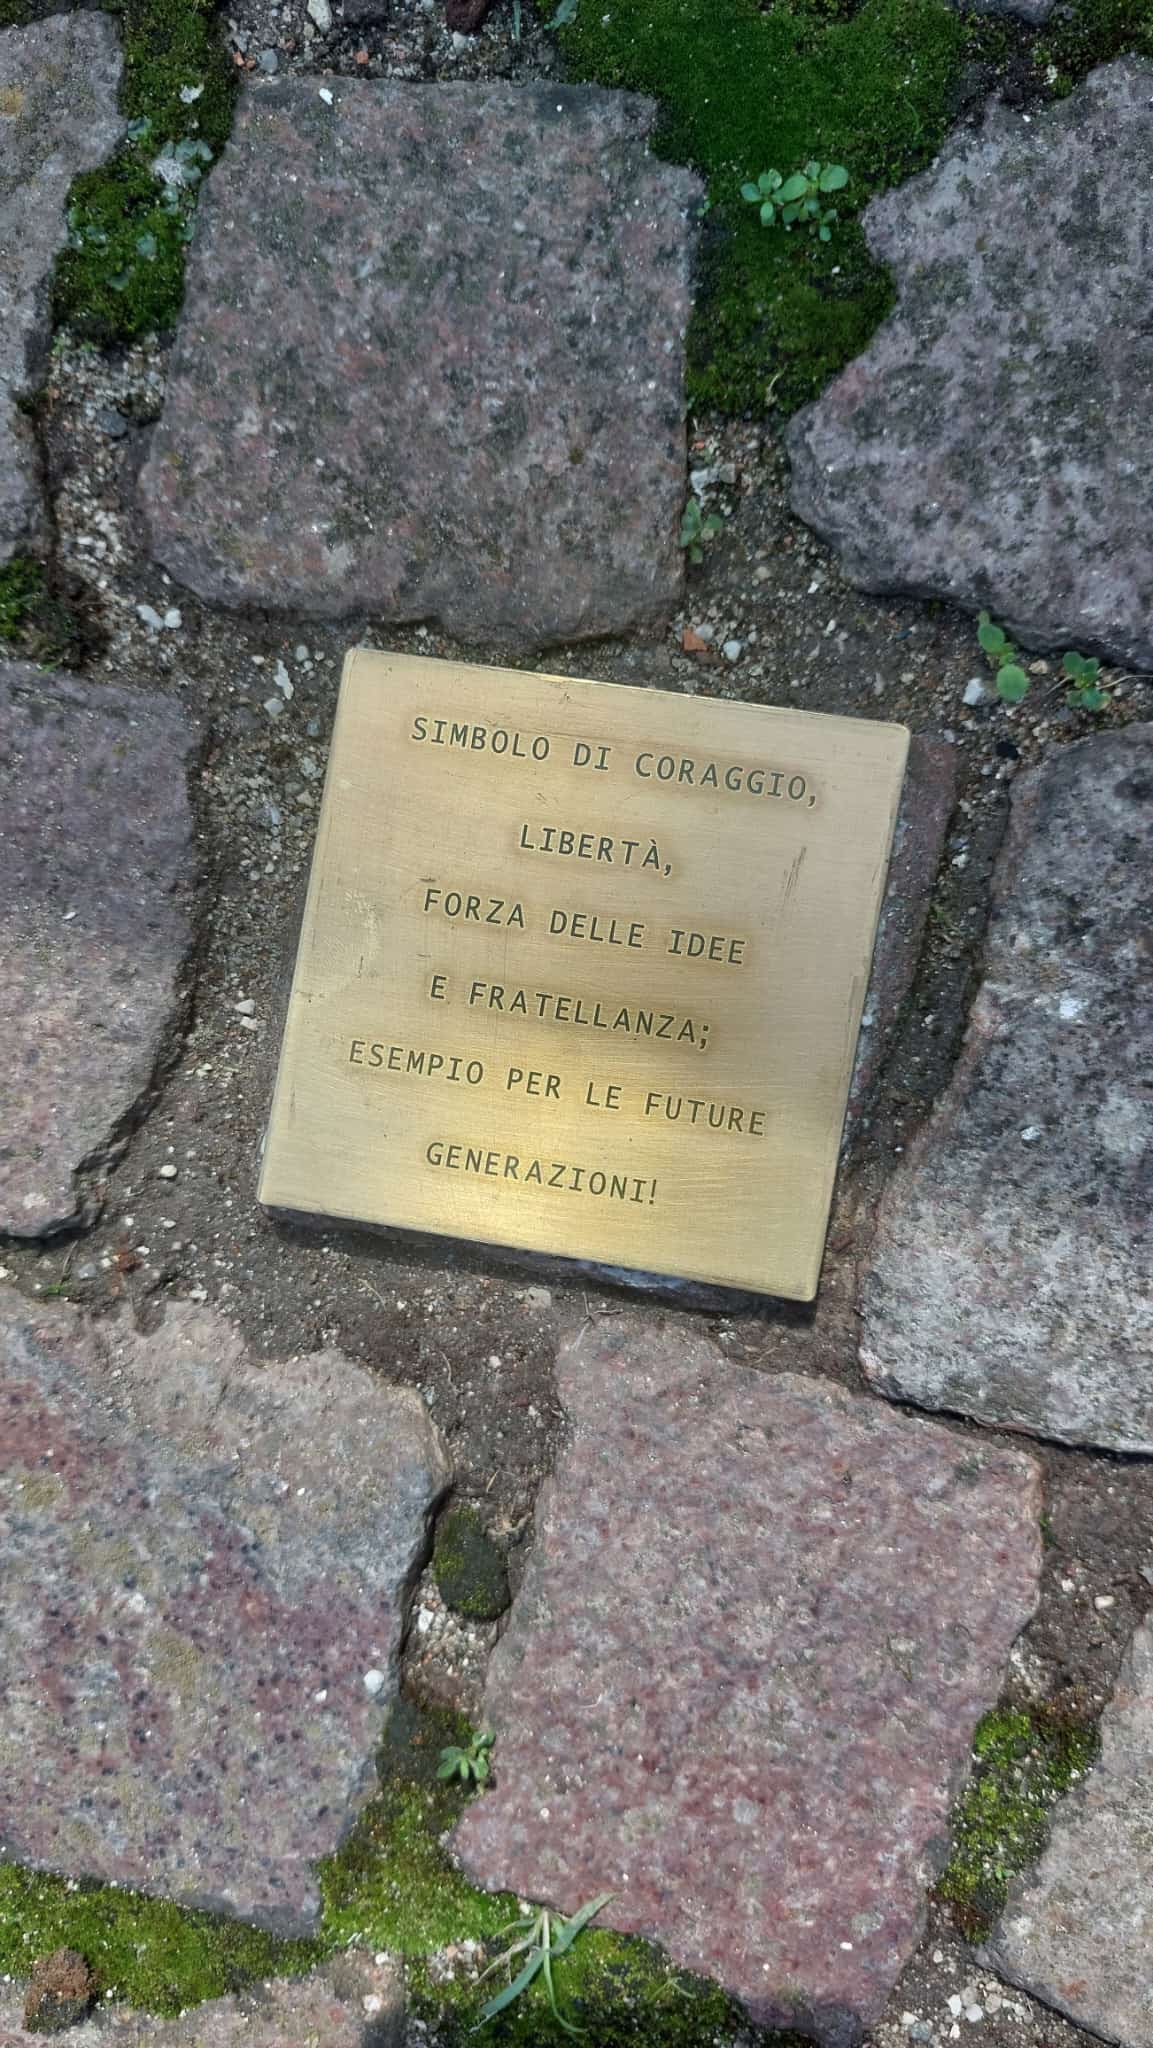 SIMBOLO DI CORAGGIO,
LIBERTÀ,
FORZA DELLE IDEE
E FRATELLANZA;
ESEMPIO PER LE FUTURE
GENERAZIONI!